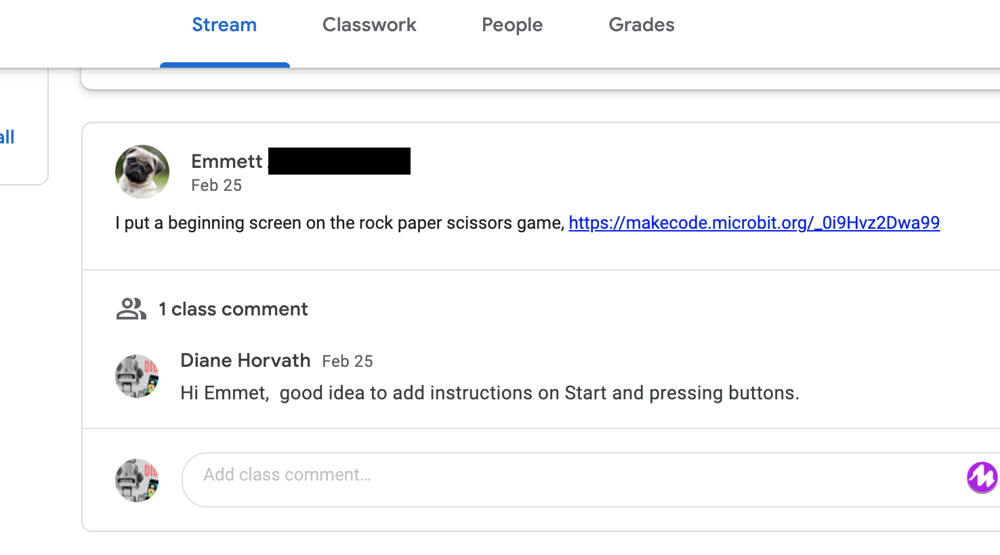 Stream Classwork People Grades
all
Emmett
Feb 25
I put a beginning screen on the rock paper scissors game, https://makecode.microbit.org/_0i9Hvz2Dwa99
1 class comment
Diane Horvath Feb 25
Hi Emmet,  good idea to add instructions on Start and pressing buttons.
Add class comment...